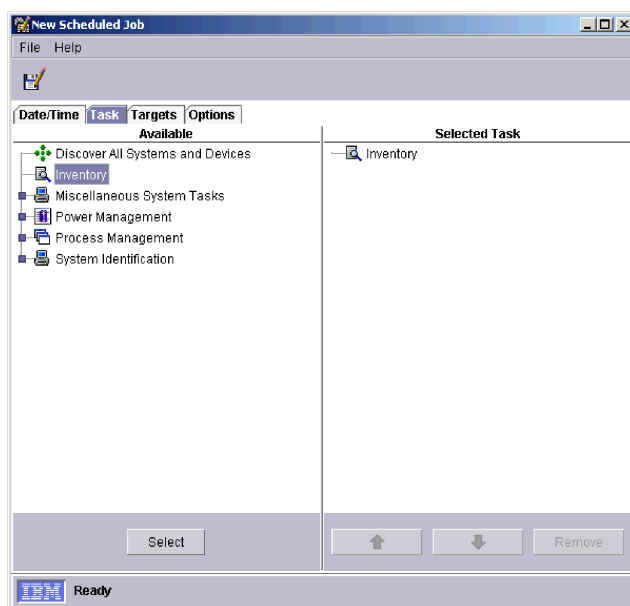 New Scheduled Job
File Help
Date/Time Task Targets Options
Available
Selected Task
Discover All Systems and Devices
Inventory
Miscellaneous System Tasks
Power Management
Process Management
System Identification
Inventory
Select
Remove
IBM Ready